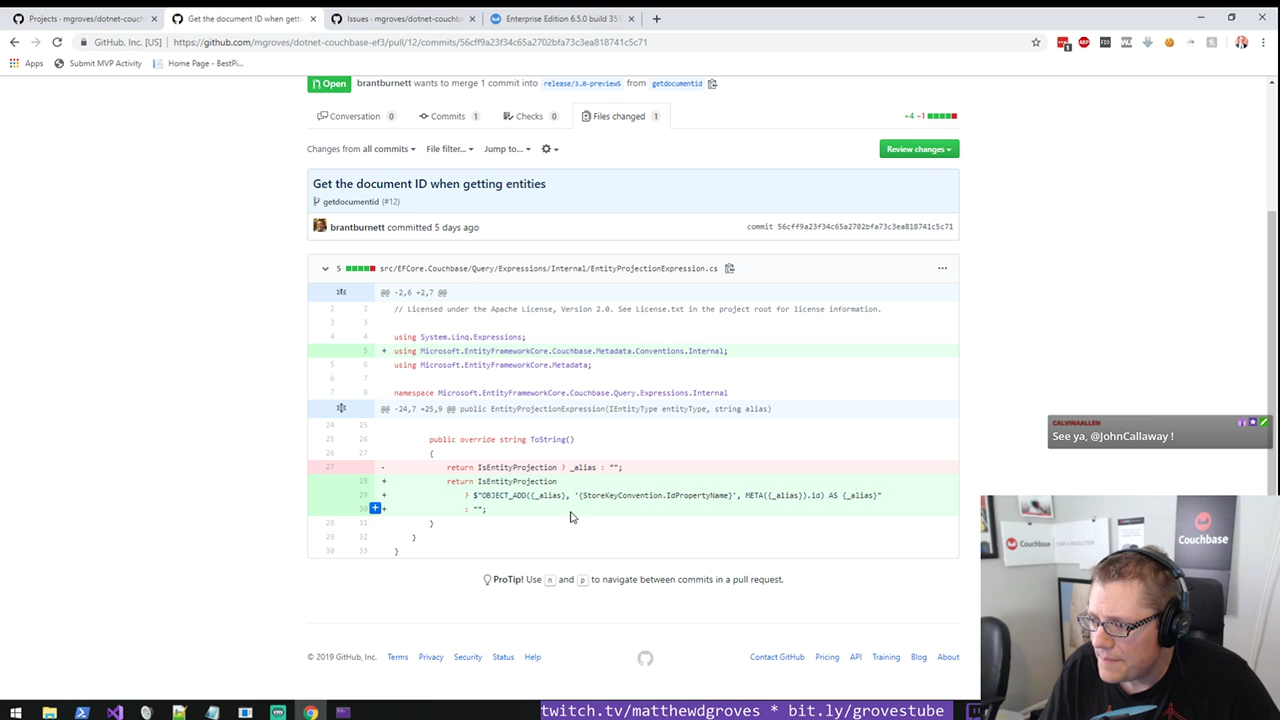 Projects · mgroves/dotnet-couch
Get the document ID when getti
Issues · mgroves/dotnet-couchb
Enterprise Edition 6.5.0 build 351
GitHub, Inc. [US] | https://github.com/mgroves/dotnet-couchbase-ef3/pull/12/commits/56cff9a23f34c65a2702bfa73c3ea818741c5c71
Apps Submit MVP Activity Home Page - BestPi...
Open brantburnett wants to merge 1 commit into release/3.0-preview5 from getdocumentid
Conversation 0 Commits 1 Checks 0 Files changed 1 +4 −1
Changes from all commits File filter... Jump to... Review changes
Get the document ID when getting entities
getdocumentid (#12)
brantburnett committed 5 days ago commit 56cff9a23f34c65a2702bfa73c3ea818741c5c71
5 src/EFCore.Couchbase/Query/Expressions/Internal/EntityProjectionExpression.cs ...
@@ -2,6 +2,7 @@
2 2 // Licensed under the Apache License, Version 2.0. See License.txt in the project root for license information.
3 3
4 4 using System.Linq.Expressions;
5 + using Microsoft.EntityFrameworkCore.Couchbase.Metadata.Conventions.Internal;
5 6 using Microsoft.EntityFrameworkCore.Metadata;
6 7
7 8 namespace Microsoft.EntityFrameworkCore.Couchbase.Query.Expressions.Internal
@@ -24,7 +25,9 @@ public EntityProjectionExpression(IEntityType entityType, string alias)
24 25
25 26 public override string ToString()
26 27 {
27 - return IsEntityProjection ? _alias : "";
28 + return IsEntityProjection
29 + ? $"OBJECT_ADD({_alias}, '{StoreKeyConvention.IdPropertyName}', META({_alias}).id) AS {_alias}"
30 + : "";
28 31 }
29 32 }
30 33 }
ProTip! Use n and p to navigate between commits in a pull request.
© 2019 GitHub, Inc. Terms Privacy Security Status Help Contact GitHub Pricing API Training Blog About
CALVINAALLEN
See ya, @JohnCallaway !
Couchbase
Couchbase
twitch.tv/matthewdgroves * bit.ly/grovestube